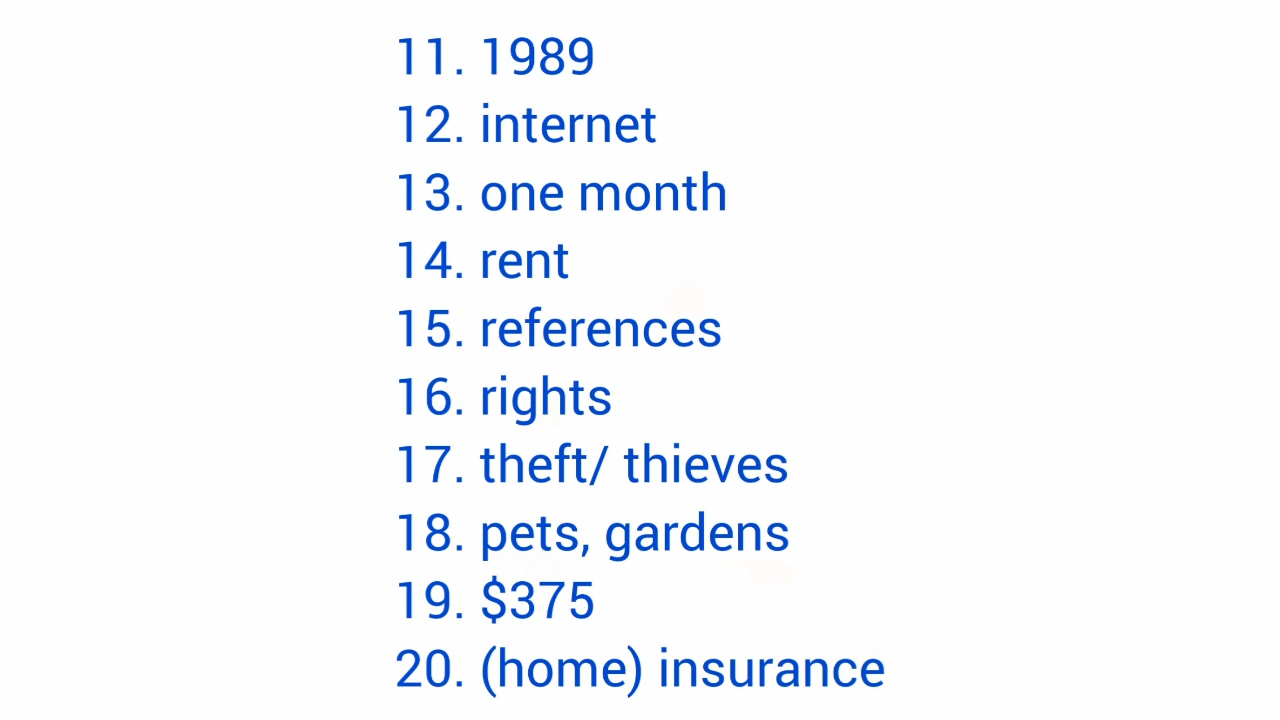 11. 1989
12. internet
13. one month
14. rent
15. references
16. rights
17. theft/ thieves
18. pets, gardens
19. $375
20. (home) insurance